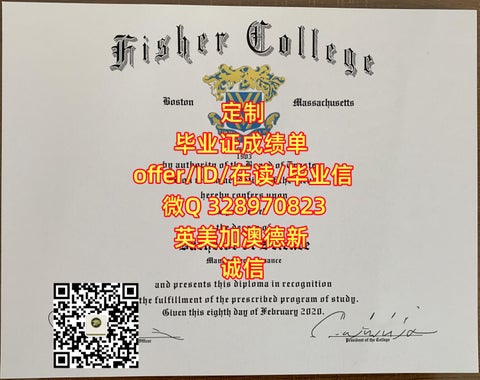 Fisher College
Boston Massachusetts
定制
毕业证成绩单
1903
by authority of the Board of
offer/ID/在读/毕业信
hereby confers upon
微Q 328970823
英美加澳德新
诚信
and presents this diploma in recognition
the fulfillment of the prescribed program of study.
Given this eighth day of February 2020.
Officer
President of the College